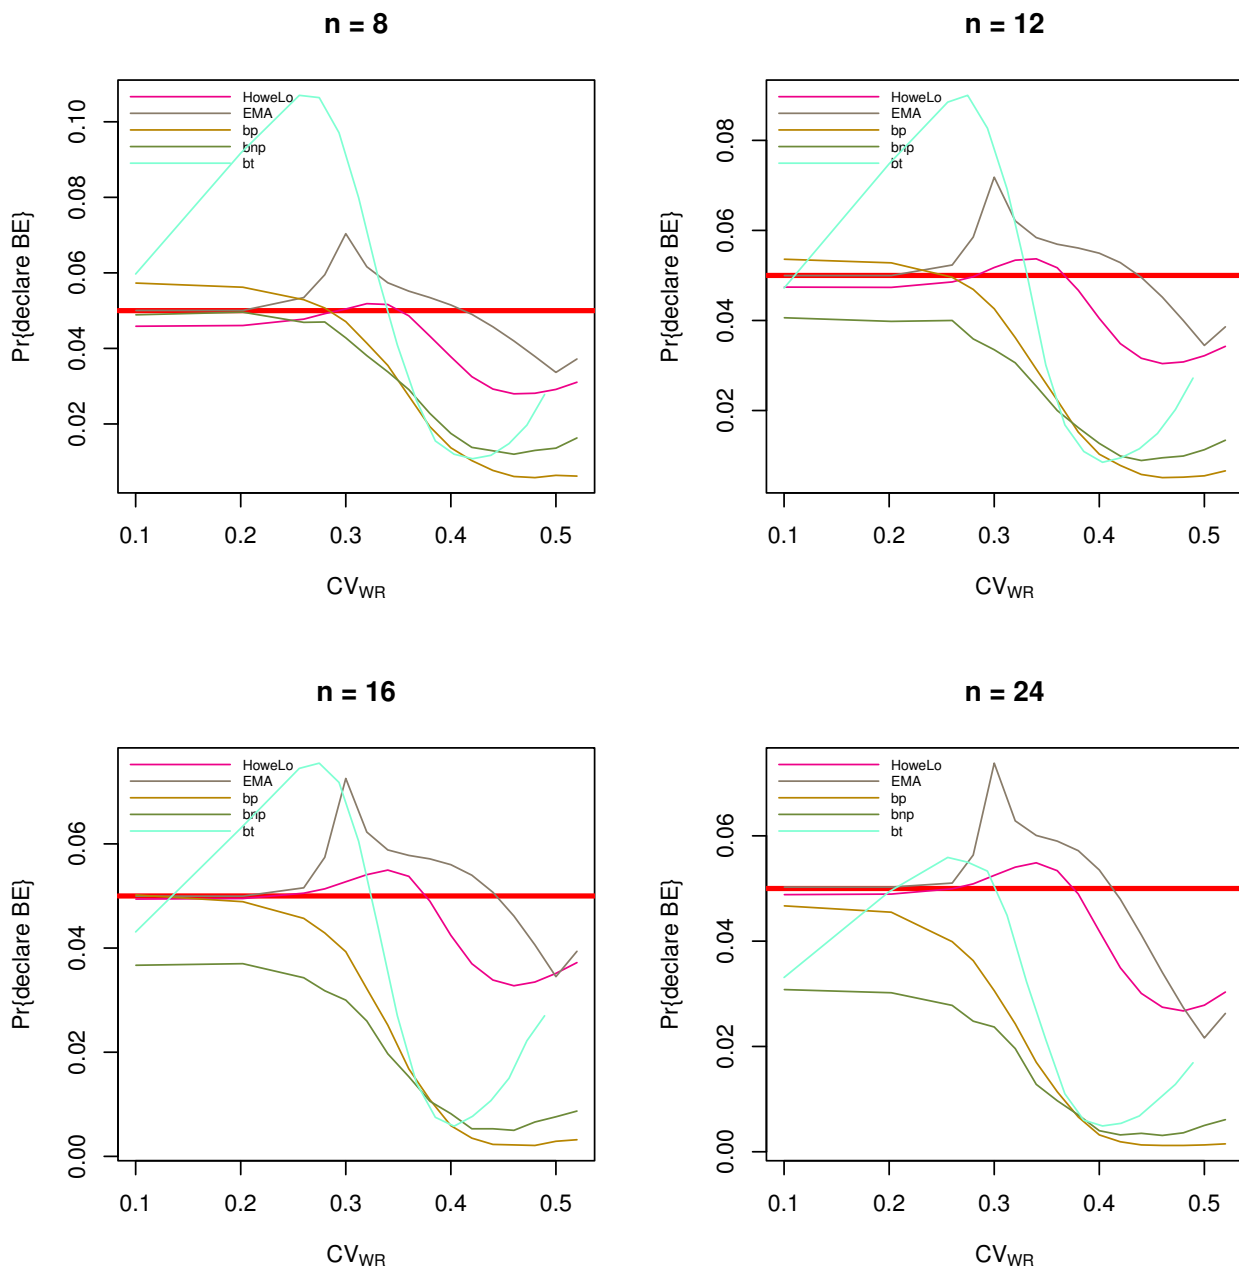 n = 8
0.10
0.08
0.06
0.04
0.02
Pr{declare BE}
HoweLo
EMA
bp
bnp
bt
0.1 0.2 0.3 0.4 0.5
CVWR
n = 12
0.08
0.06
0.04
0.02
Pr{declare BE}
HoweLo
EMA
bp
bnp
bt
0.1 0.2 0.3 0.4 0.5
CVWR
n = 16
0.06
0.04
0.02
0.00
Pr{declare BE}
HoweLo
EMA
bp
bnp
bt
0.1 0.2 0.3 0.4 0.5
CVWR
n = 24
0.06
0.04
0.02
0.00
Pr{declare BE}
HoweLo
EMA
bp
bnp
bt
0.1 0.2 0.3 0.4 0.5
CVWR